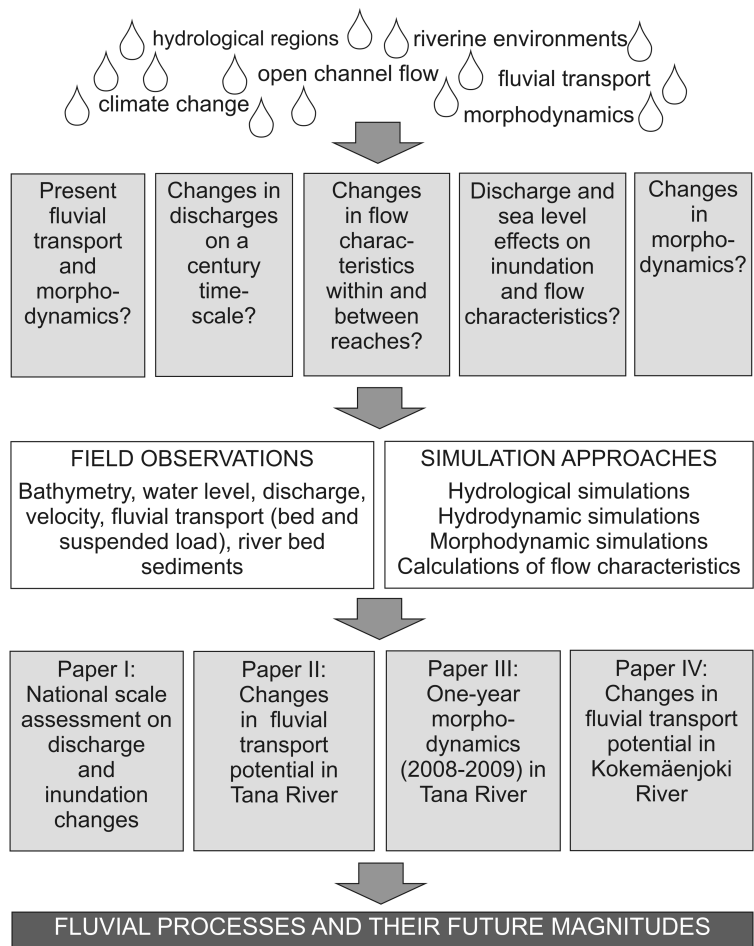 hydrological regions riverine environments
open channel flow fluvial transport
climate change morphodynamics
Present
fluvial
transport
and
morpho-
dynamics?
Changes in
discharges
on a
century
time-
scale?
Changes
in flow
charac-
teristics
within and
between
reaches?
Discharge and
sea level
effects on
inundation
and flow
characteristics?
Changes
in
morpho-
dynamics?
FIELD OBSERVATIONS
Bathymetry, water level, discharge,
velocity, fluvial transport (bed and
suspended load), river bed
sediments
SIMULATION APPROACHES
Hydrological simulations
Hydrodynamic simulations
Morphodynamic simulations
Calculations of flow characteristics
Paper I:
National scale
assessment on
discharge
and
inundation
changes
Paper II:
Changes
in fluvial
transport
potential in
Tana River
Paper III:
One-year
morpho-
dynamics
(2008-2009) in
Tana River
Paper IV:
Changes in
fluvial transport
potential in
Kokemäenjoki
River
FLUVIAL PROCESSES AND THEIR FUTURE MAGNITUDES